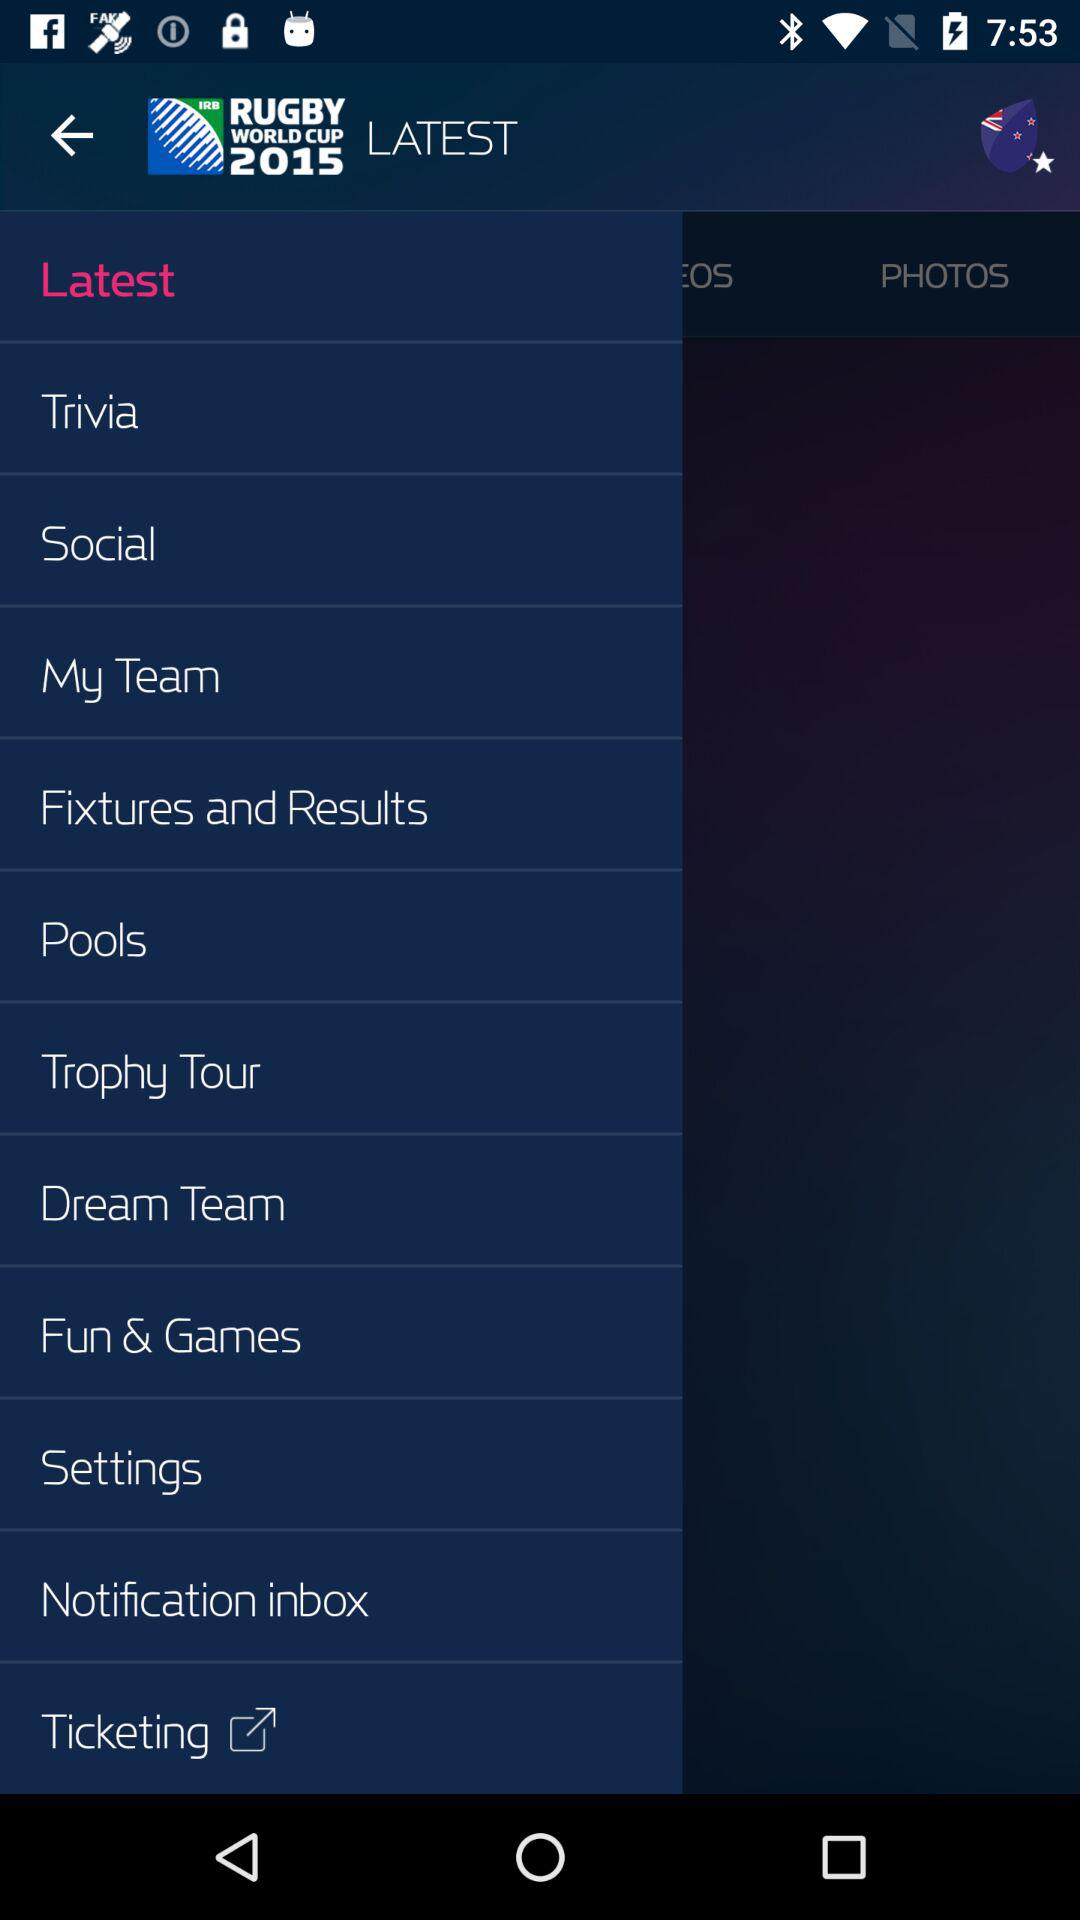 FAKE
7:53
IRB
RUGBY
WORLD CUP
2015
LATEST
Latest
EOS
PHOTOS
Trivia
Social
My Team
Fixtures and Results
Pools
Trophy Tour
Dream Team
Fun & Games
Settings
Notification inbox
Ticketing